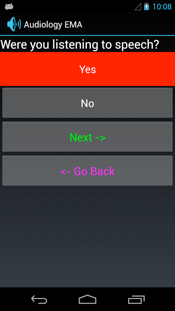 10:08
Audiology EMA
Were you listening to speech?
Yes
No
Next ->
<- Go Back